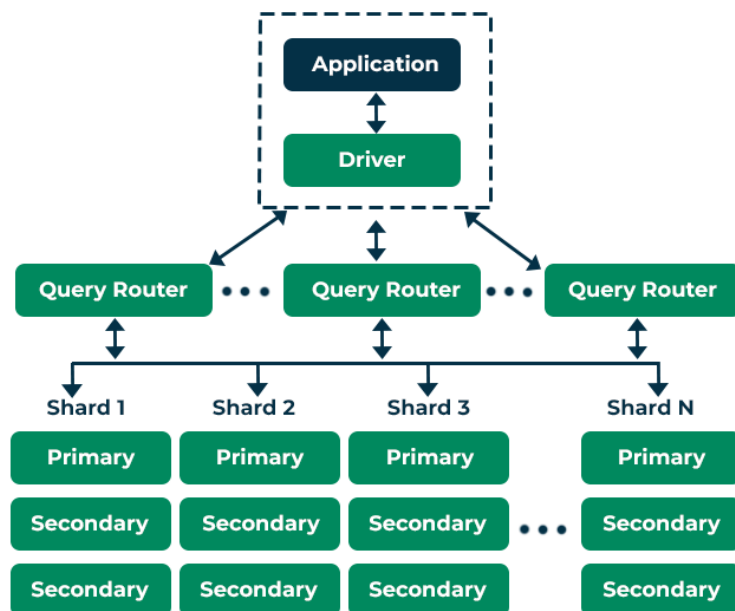 Application
Driver
Query Router Query Router Query Router
Shard 1 Shard 2 Shard 3 Shard N
Primary Primary Primary Primary
Secondary Secondary Secondary Secondary
Secondary Secondary Secondary Secondary